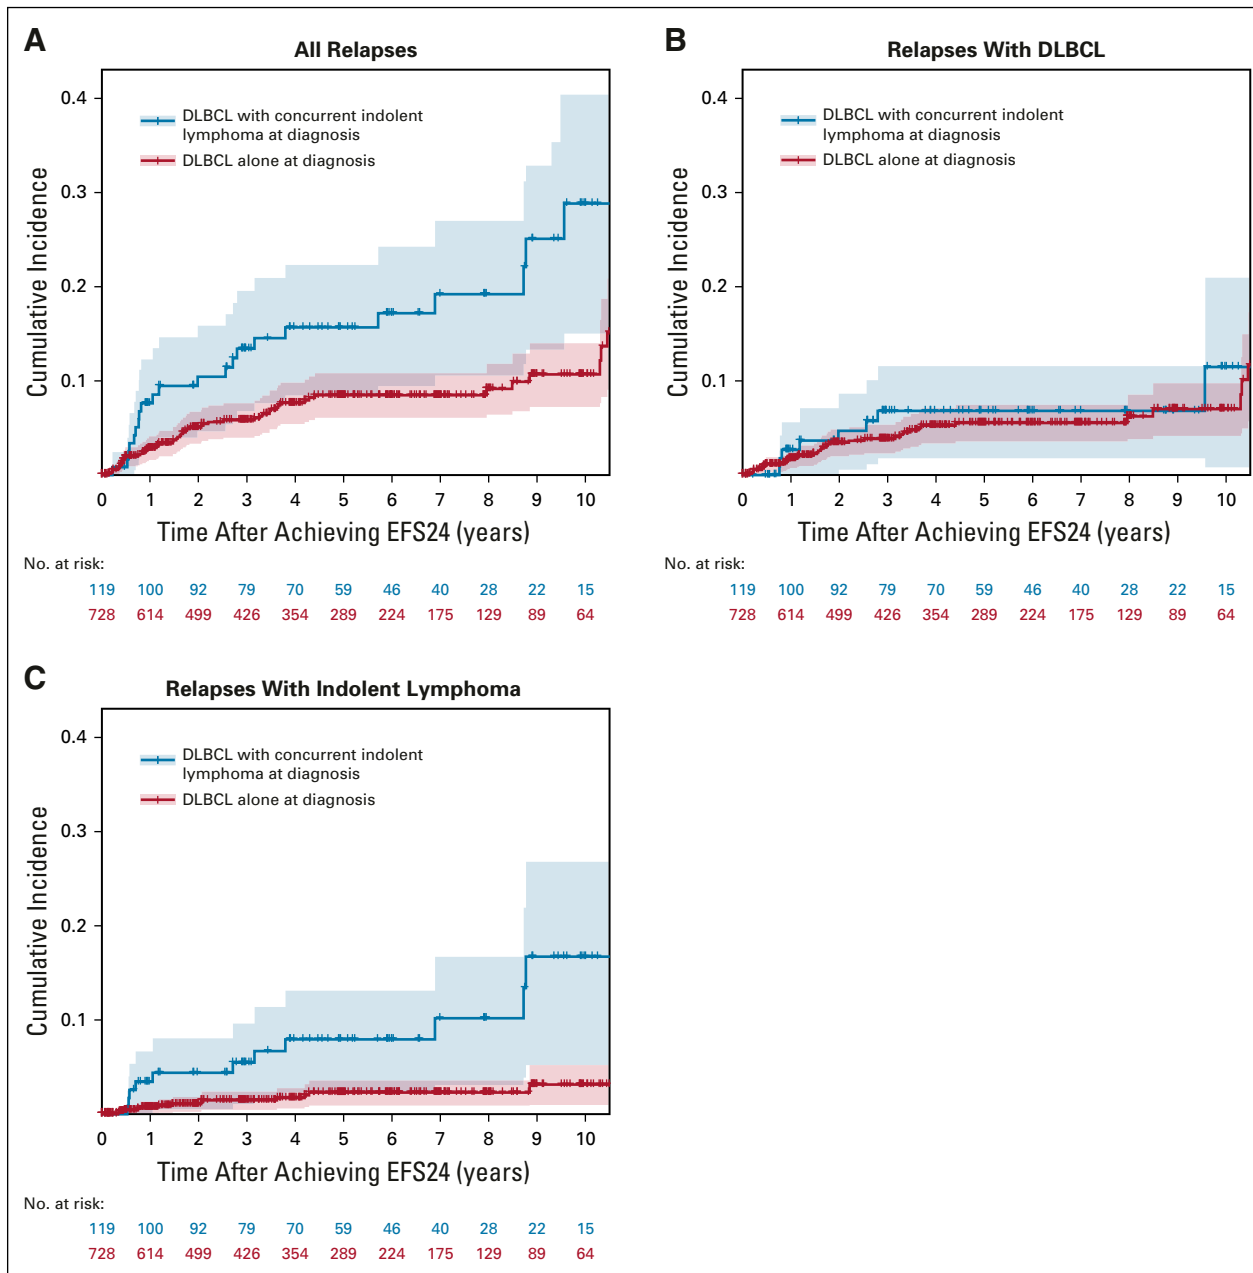 A
All Relapses
Cumulative Incidence
0.4
0.3
0.2
0.1
DLBCL with concurrent indolent
lymphoma at diagnosis
DLBCL alone at diagnosis
0 1 2 3 4 5 6 7 8 9 10
Time After Achieving EFS24 (years)
No. at risk:
119 100 92 79 70 59 46 40 28 22 15
728 614 499 426 354 289 224 175 129 89 64
B
Relapses With DLBCL
Cumulative Incidence
0.4
0.3
0.2
0.1
DLBCL with concurrent indolent
lymphoma at diagnosis
DLBCL alone at diagnosis
0 1 2 3 4 5 6 7 8 9 10
Time After Achieving EFS24 (years)
No. at risk:
119 100 92 79 70 59 46 40 28 22 15
728 614 499 426 354 289 224 175 129 89 64
C
Relapses With Indolent Lymphoma
Cumulative Incidence
0.4
0.3
0.2
0.1
DLBCL with concurrent indolent
lymphoma at diagnosis
DLBCL alone at diagnosis
0 1 2 3 4 5 6 7 8 9 10
Time After Achieving EFS24 (years)
No. at risk:
119 100 92 79 70 59 46 40 28 22 15
728 614 499 426 354 289 224 175 129 89 64